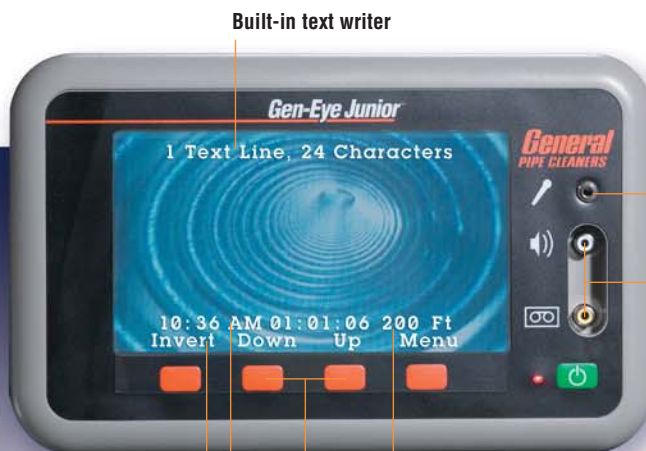 Built-in text writer
Gen-Eye Junior
General
PIPE CLEANERS
1 Text Line, 24 Characters
10:36 AM 01:01:06 200 Ft
Invert Down Up Menu